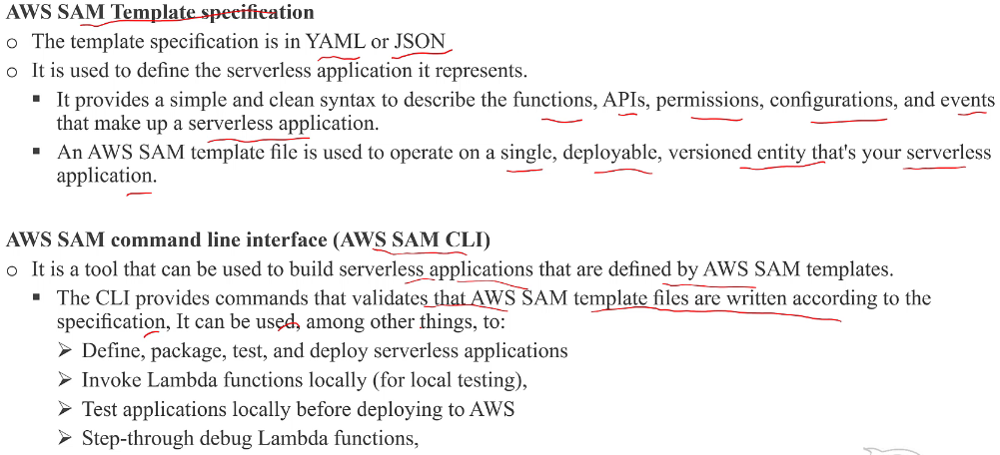 AWS SAM Template specification
o The template specification is in YAML or JSON
o It is used to define the serverless application it represents.
▪ It provides a simple and clean syntax to describe the functions, APIs, permissions, configurations, and events
that make up a serverless application.
▪ An AWS SAM template file is used to operate on a single, deployable, versioned entity that's your serverless
application.
AWS SAM command line interface (AWS SAM CLI)
o It is a tool that can be used to build serverless applications that are defined by AWS SAM templates.
▪ The CLI provides commands that validates that AWS SAM template files are written according to the
specification, It can be used, among other things, to:
➢ Define, package, test, and deploy serverless applications
➢ Invoke Lambda functions locally (for local testing),
➢ Test applications locally before deploying to AWS
➢ Step-through debug Lambda functions,